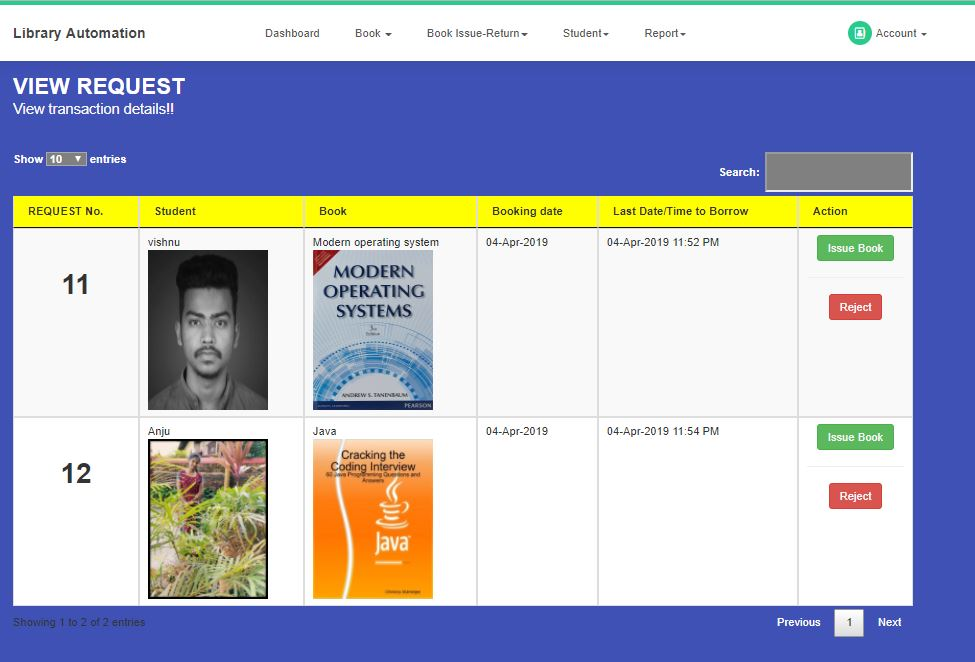 Library Automation
Dashboard
Book
Book Issue-Return
Student
Report
Account
VIEW REQUEST
View transaction details!!
Show 10 entries
Search:
REQUEST No. Student Book Booking date Last Date/Time to Borrow Action
11
vishnu
Modern operating system
MODERN
OPERATING
SYSTEMS
3rd
Edition
ANDREW S. TANENBAUM
PEARSON
04-Apr-2019
04-Apr-2019 11:52 PM
Issue Book
Reject
12
Anju
Java
Cracking the
Coding Interview
60 Java Programming Questions and
Answers
Java
04-Apr-2019
04-Apr-2019 11:54 PM
Issue Book
Reject
Showing 1 to 2 of 2 entries
Previous 1 Next